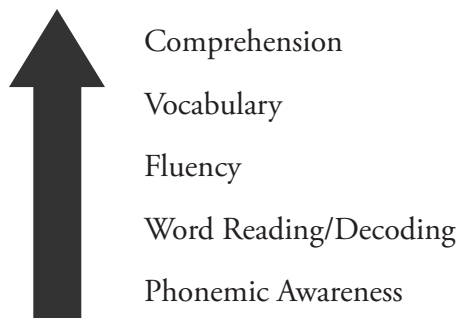 Comprehension
Vocabulary
Fluency
Word Reading/Decoding
Phonemic Awareness